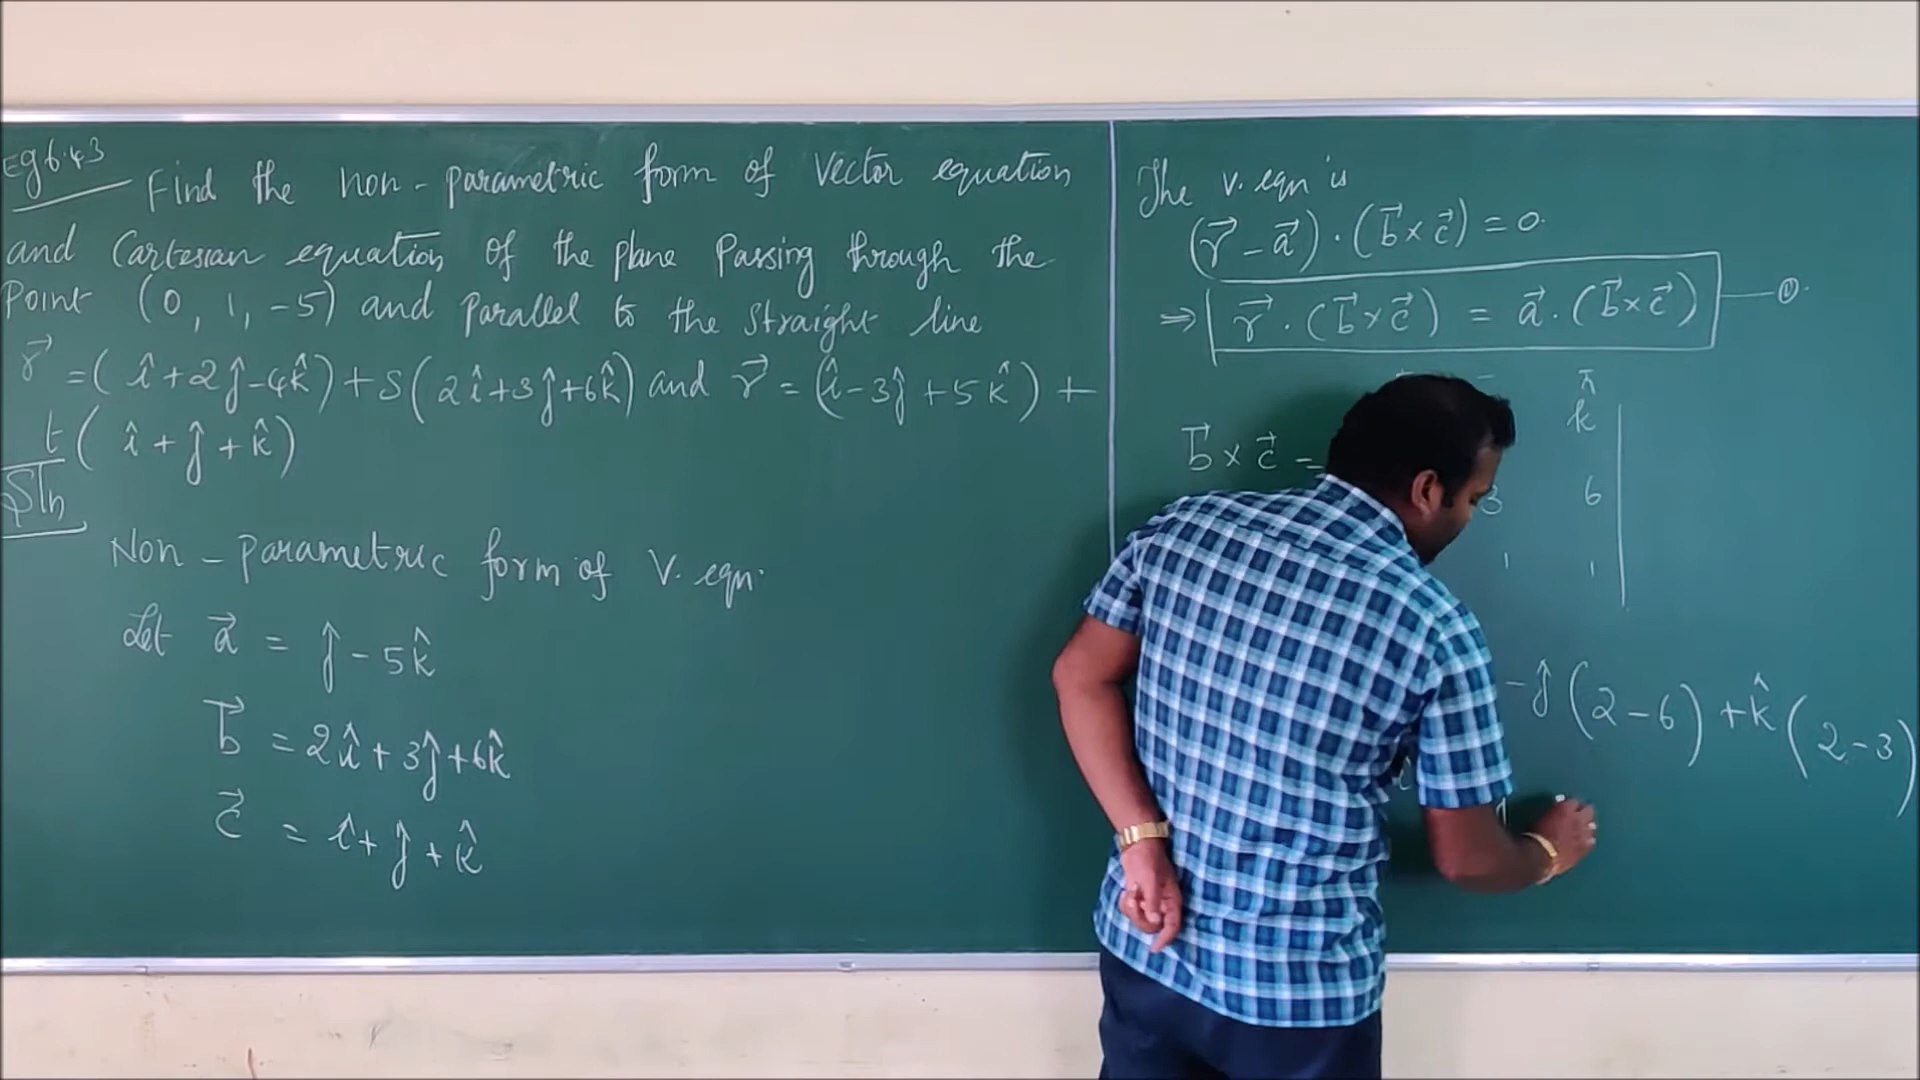 Eg 6.43
Find the non-parametric form of Vector equation
and Cartesian equation of the plane Passing through the
Point (0, 1, -5) and parallel to the straight line
r⃗ = (î+2ĵ-4k̂)+s(2î+3ĵ+6k̂) and r⃗ = (î-3ĵ+5k̂) +
t(î+ĵ+k̂)
Sln
Non-parametric form of V. eqn.
Let a⃗ = ĵ - 5k̂
b⃗ = 2î+3ĵ+6k̂
c⃗ = î+ĵ+k̂
The v. eqn is
(r⃗ - a⃗) · (b⃗ × c⃗) = 0.
⇒ r⃗ · (b⃗ × c⃗) = a⃗ · (b⃗ × c⃗) — ①.
k̂
b⃗ × c⃗ =
3 6
1 1
-ĵ(2-6) + k̂(2-3)